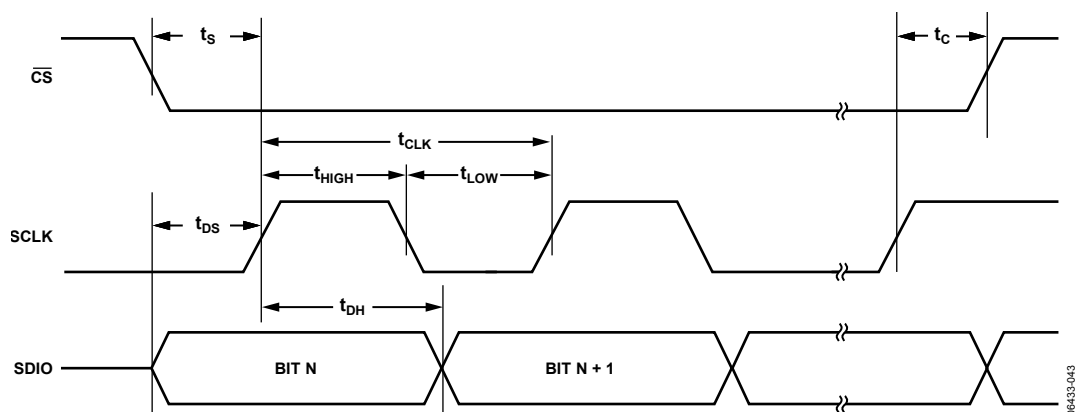 tS
tC
CS
tCLK
tHIGH
tLOW
tDS
SCLK
tDH
SDIO
BIT N
BIT N + 1
06433-043